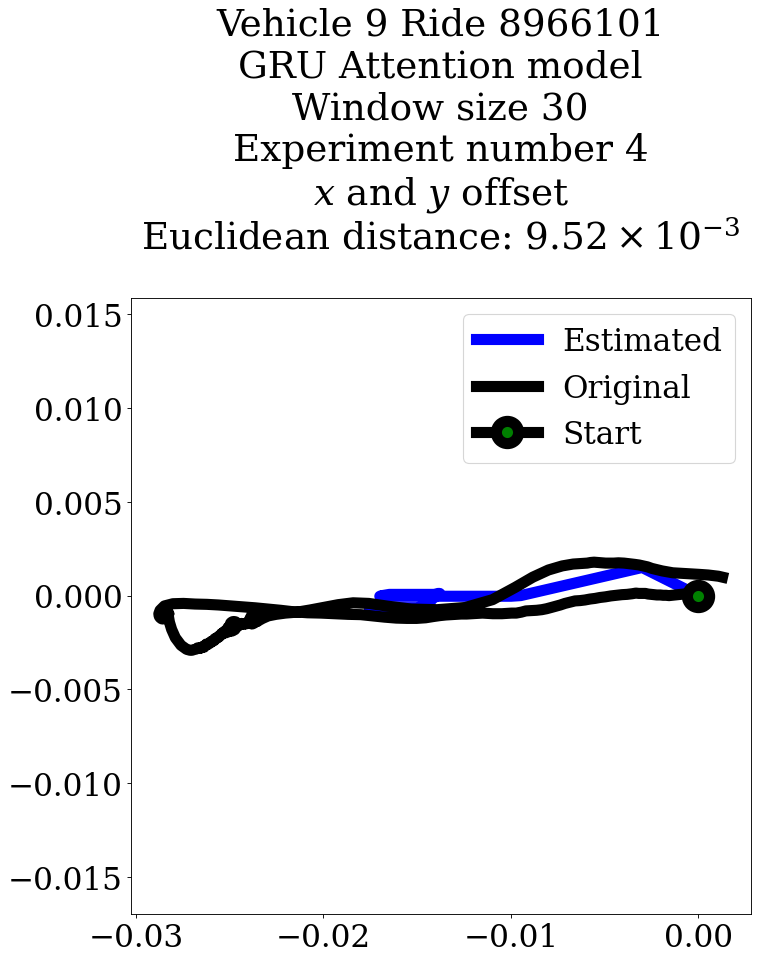 Vehicle 9 Ride 8966101
GRU Attention model
Window size 30
Experiment number 4
x and y offset
Euclidean distance: 9.52 × 10⁻³
Estimated
Original
Start
0.015
0.010
0.005
0.000
−0.005
−0.010
−0.015
−0.03 −0.02 −0.01 0.00